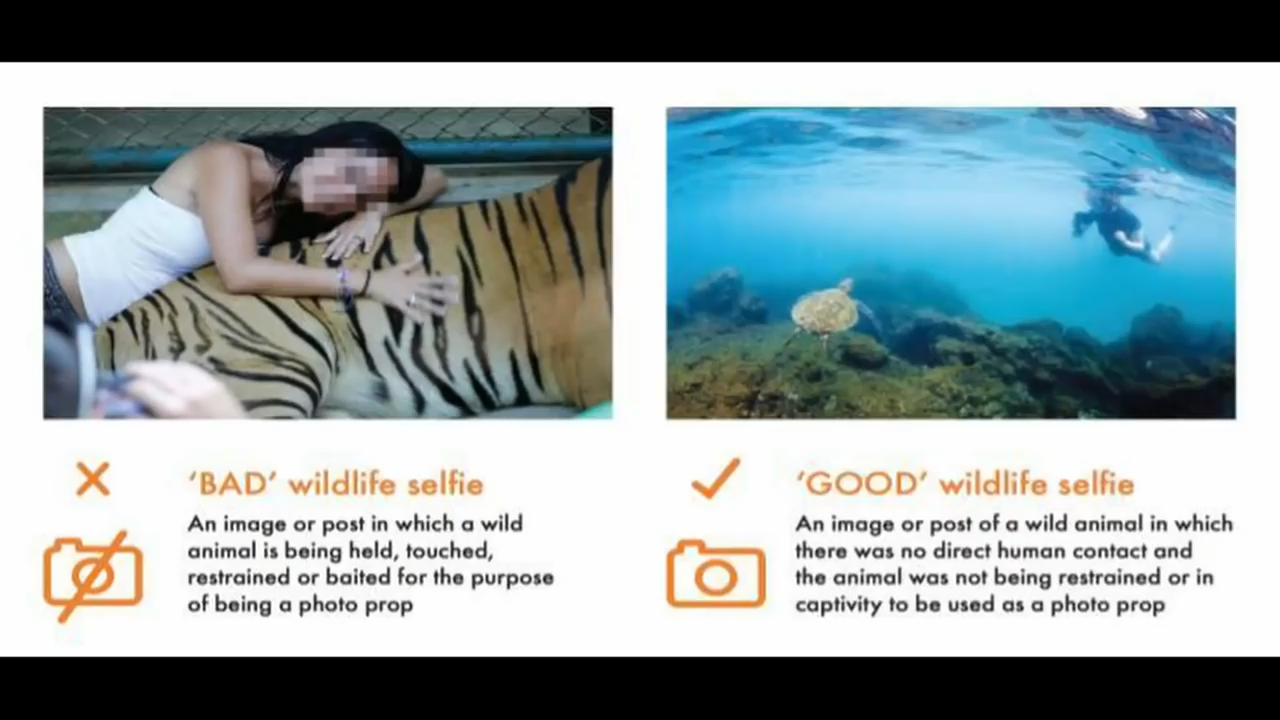 'BAD' wildlife selfie
An image or post in which a wild
animal is being held, touched,
restrained or baited for the purpose
of being a photo prop
'GOOD' wildlife selfie
An image or post of a wild animal in which
there was no direct human contact and
the animal was not being restrained or in
captivity to be used as a photo prop